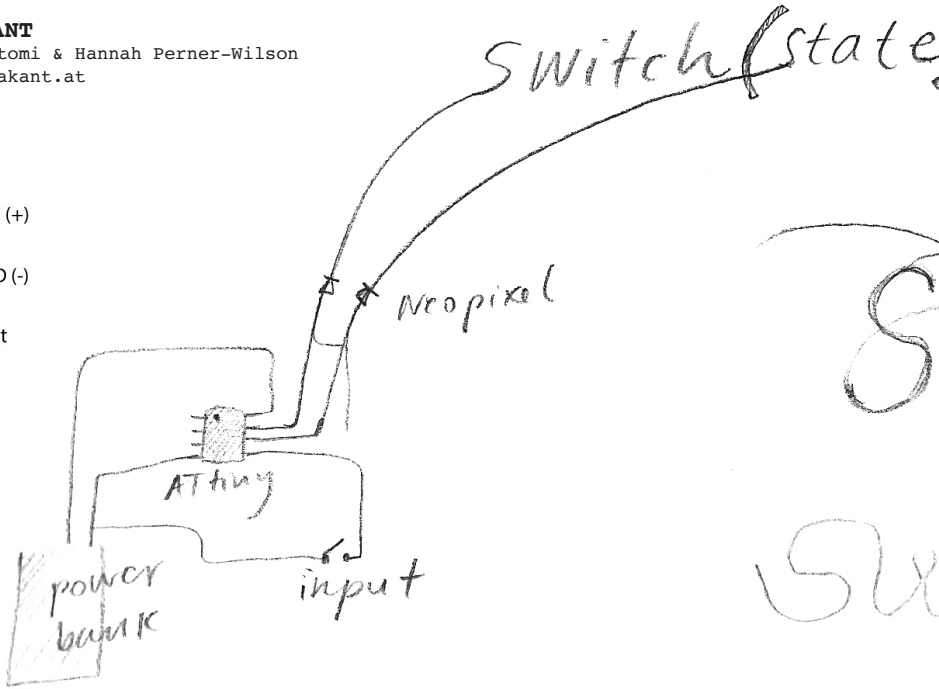 ANT
tomi & Hannah Perner-Wilson
akant.at
Switch (state)
(+)
D (-)
t
Neopixel
ATtiny
input
power
bank